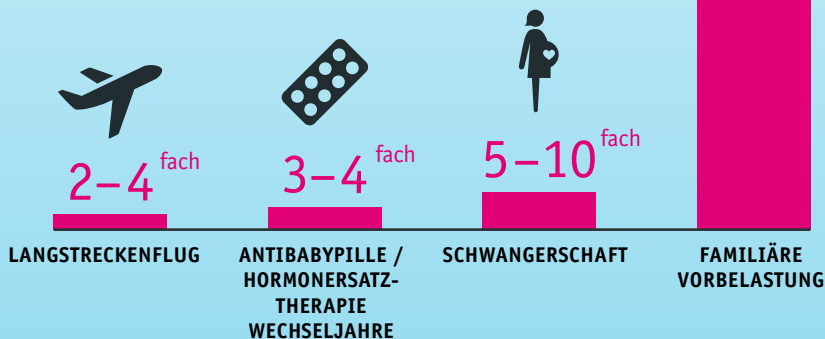 2–4 fach
3–4 fach
5–10 fach
LANGSTRECKENFLUG
ANTIBABYPILLE /
HORMONERSATZ-
THERAPIE
WECHSELJAHRE
SCHWANGERSCHAFT
FAMILIÄRE
VORBELASTUNG